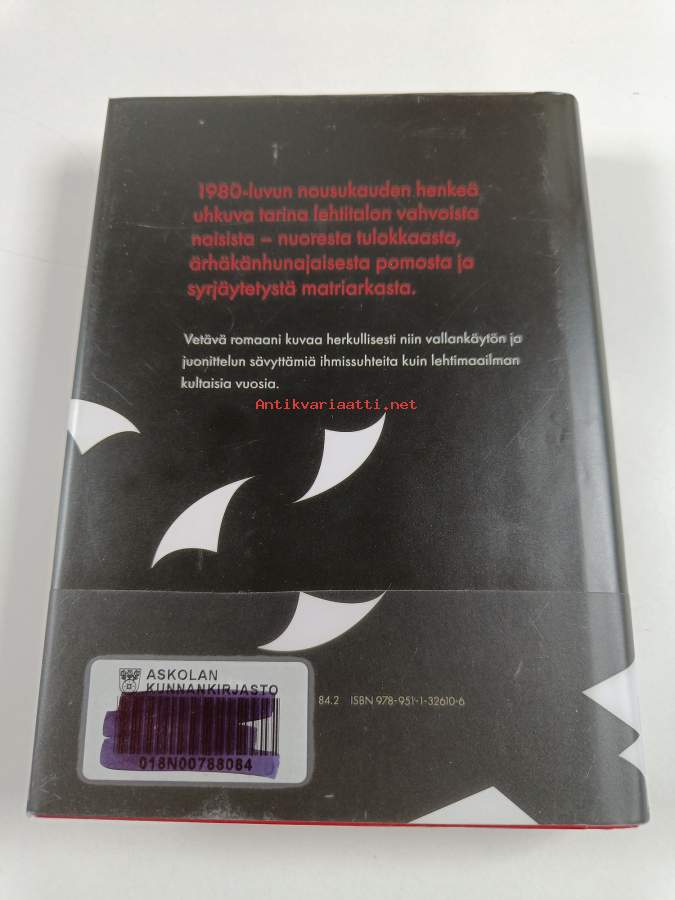 1980-luvun nousukauden henkeä
uhkuva tarina lehtitalon vahvoista
naisista – nuoresta tulokkaasta,
ärhäkänhunajaisesta pomosta ja
syrjäytetystä matriarkasta.
Vetävä romaani kuvaa herkullisesti niin vallankäytön ja
juonittelun sävyttämiä ihmissuhteita kuin lehtimaailman
kultaisia vuosia.
Antikvariaatti.net
ASKOLAN
KUNNANKIRJASTO
018N00788084
84.2 ISBN 978-951-1-32610-6